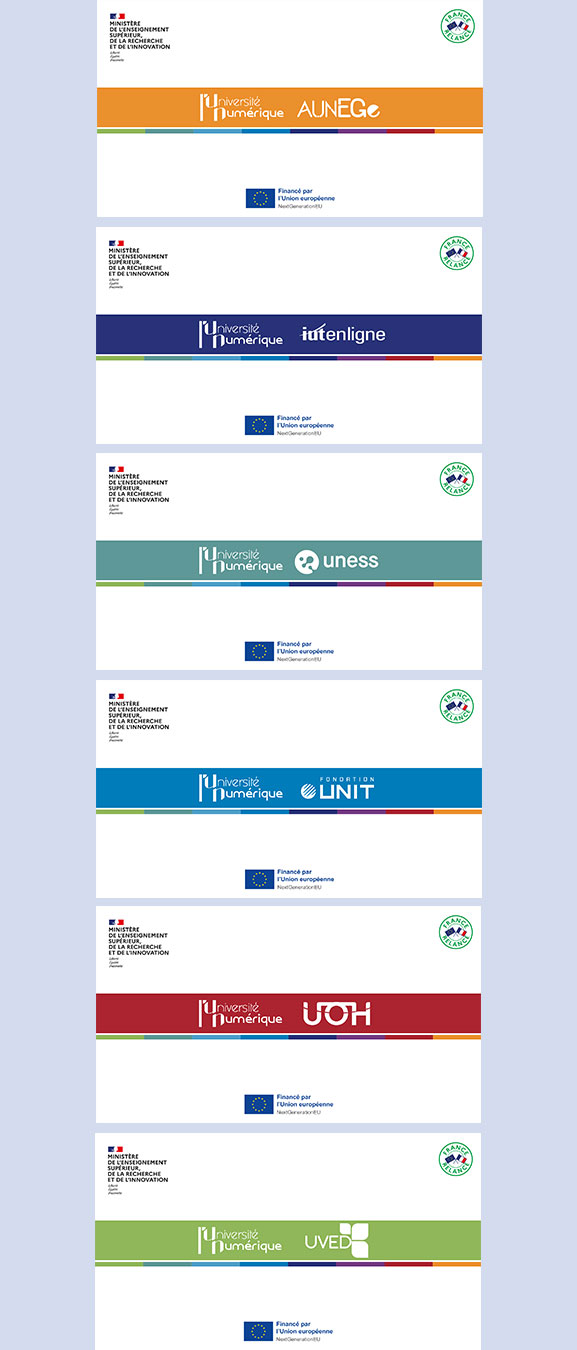 MINISTÈRE
DE L'ENSEIGNEMENT
SUPÉRIEUR,
DE LA RECHERCHE
ET DE L'INNOVATION
Liberté
Égalité
Fraternité
FRANCE
RELANCE
l'Université
Numérique
AUNEGe
Financé par
l'Union européenne
NextGenerationEU
MINISTÈRE
DE L'ENSEIGNEMENT
SUPÉRIEUR,
DE LA RECHERCHE
ET DE L'INNOVATION
Liberté
Égalité
Fraternité
FRANCE
RELANCE
l'Université
Numérique
iutenligne
Financé par
l'Union européenne
NextGenerationEU
MINISTÈRE
DE L'ENSEIGNEMENT
SUPÉRIEUR,
DE LA RECHERCHE
ET DE L'INNOVATION
Liberté
Égalité
Fraternité
FRANCE
RELANCE
l'Université
Numérique
uness
Financé par
l'Union européenne
NextGenerationEU
MINISTÈRE
DE L'ENSEIGNEMENT
SUPÉRIEUR,
DE LA RECHERCHE
ET DE L'INNOVATION
Liberté
Égalité
Fraternité
FRANCE
RELANCE
l'Université
Numérique
FONDATION
UNIT
Financé par
l'Union européenne
NextGenerationEU
MINISTÈRE
DE L'ENSEIGNEMENT
SUPÉRIEUR,
DE LA RECHERCHE
ET DE L'INNOVATION
Liberté
Égalité
Fraternité
FRANCE
RELANCE
l'Université
Numérique
UOH
Financé par
l'Union européenne
NextGenerationEU
MINISTÈRE
DE L'ENSEIGNEMENT
SUPÉRIEUR,
DE LA RECHERCHE
ET DE L'INNOVATION
Liberté
Égalité
Fraternité
FRANCE
RELANCE
l'Université
Numérique
UVED
Financé par
l'Union européenne
NextGenerationEU